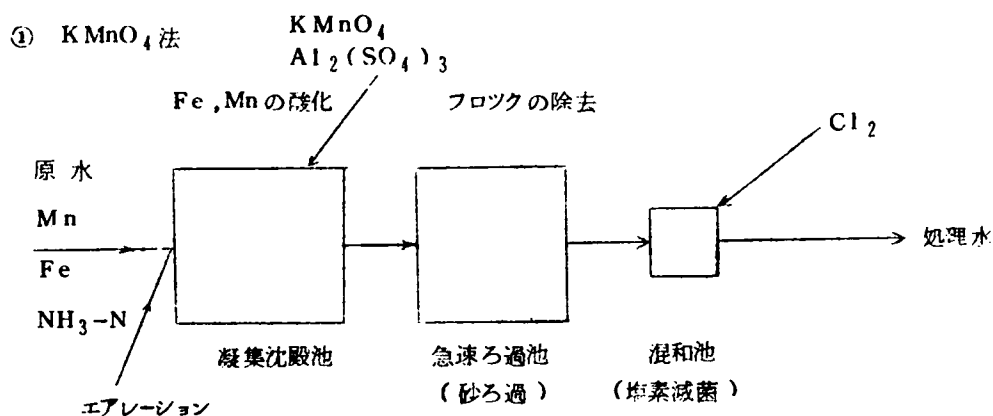 ① KMnO₄法
KMnO₄
Al₂(SO₄)₃
Fe,Mnの酸化
フロックの除去
Cl₂
原水
Mn
Fe
NH₃-N
処理水
凝集沈殿池
急速ろ過池
(砂ろ過)
混和池
(塩素滅菌)
エアレーション